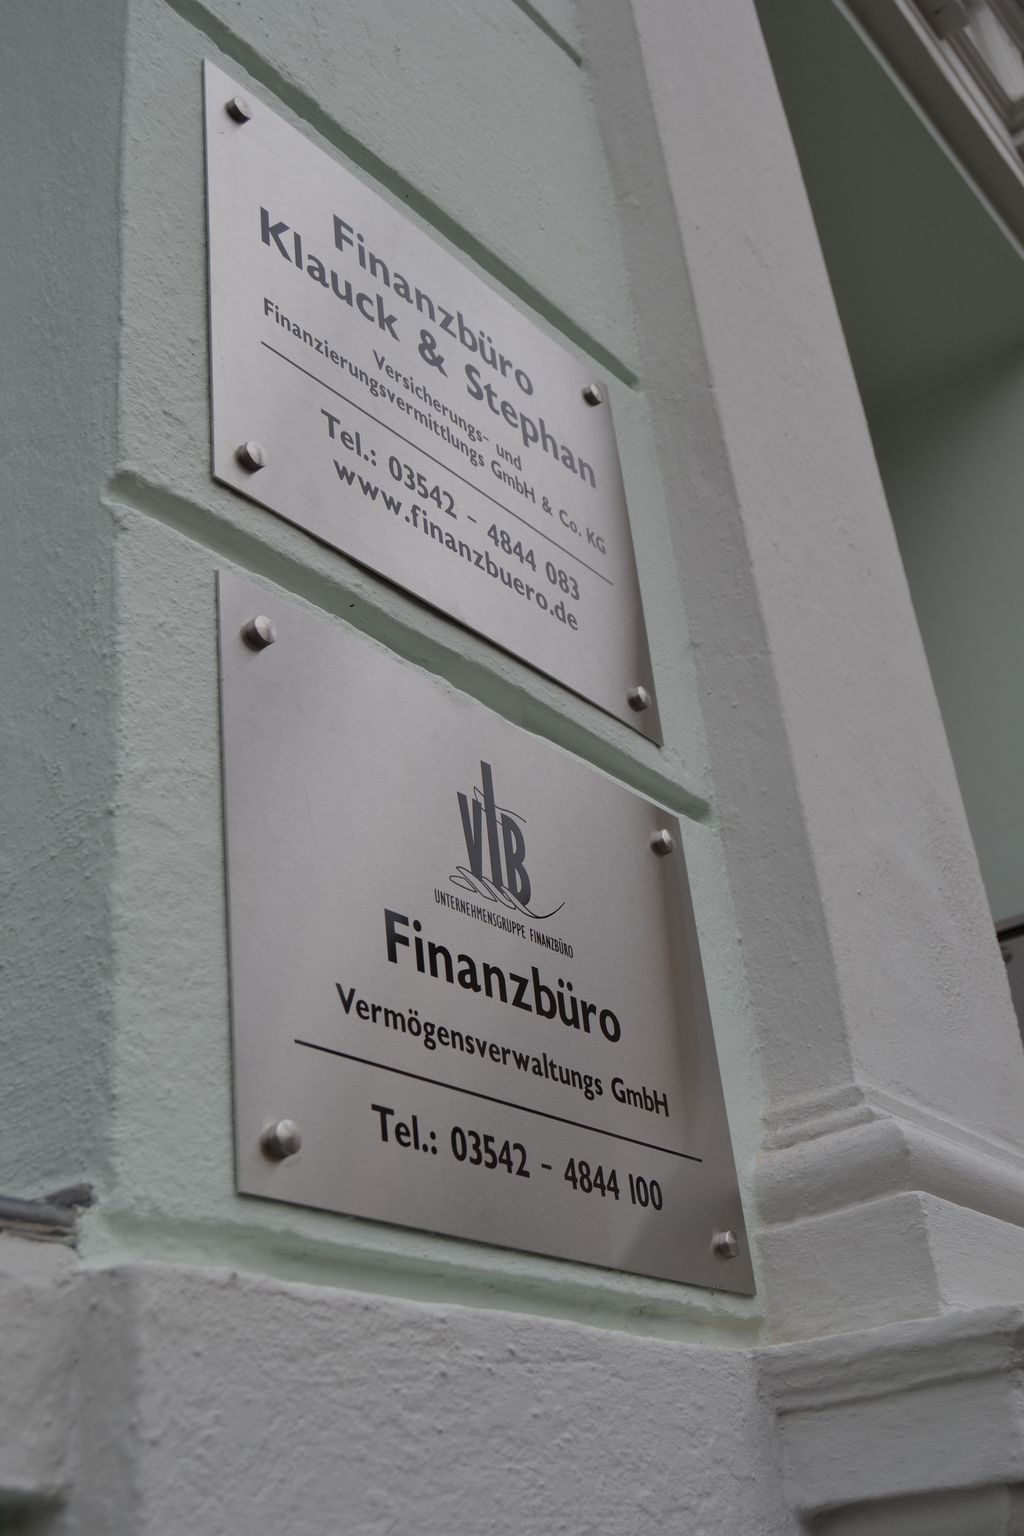 Finanzbüro
Klauck & Stephan
Versicherungs- und
Finanzierungsvermittlungs GmbH & Co. KG
Tel.: 03542 - 4844 083
www.finanzbuero.de
VTB
UNTERNEHMENSGRUPPE FINANZBÜRO
Finanzbüro
Vermögensverwaltungs GmbH
Tel.: 03542 - 4844 100